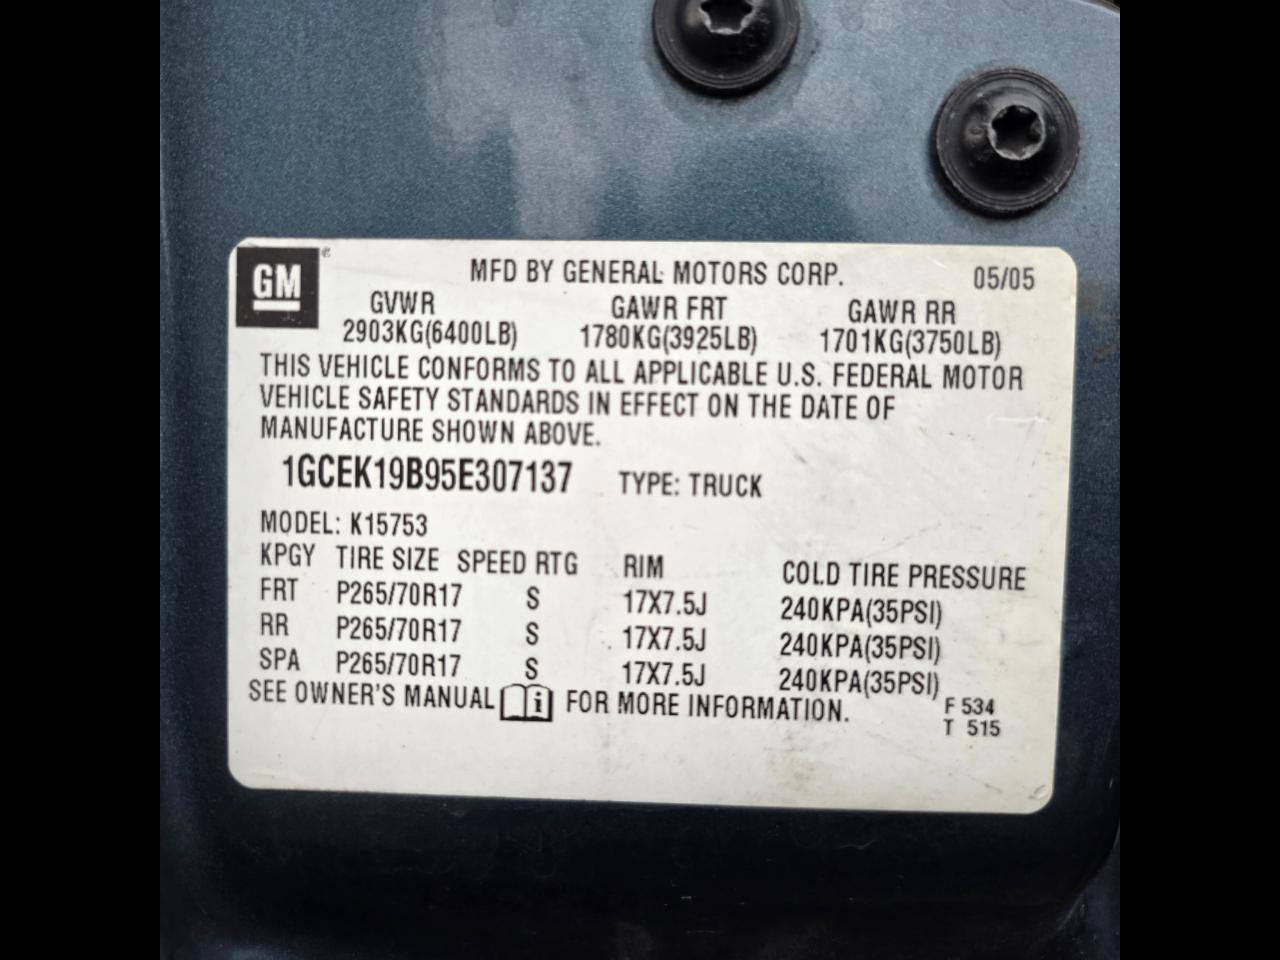 GM ®
MFD BY GENERAL MOTORS CORP. 05/05
GVWR GAWR FRT GAWR RR
2903KG(6400LB) 1780KG(3925LB) 1701KG(3750LB)
THIS VEHICLE CONFORMS TO ALL APPLICABLE U.S. FEDERAL MOTOR
VEHICLE SAFETY STANDARDS IN EFFECT ON THE DATE OF
MANUFACTURE SHOWN ABOVE.
1GCEK19B95E307137 TYPE: TRUCK
MODEL: K15753
KPGY TIRE SIZE SPEED RTG RIM COLD TIRE PRESSURE
FRT P265/70R17 S 17X7.5J 240KPA(35PSI)
RR P265/70R17 S 17X7.5J 240KPA(35PSI)
SPA P265/70R17 S 17X7.5J 240KPA(35PSI)
SEE OWNER'S MANUAL i FOR MORE INFORMATION.
F 534
T 515